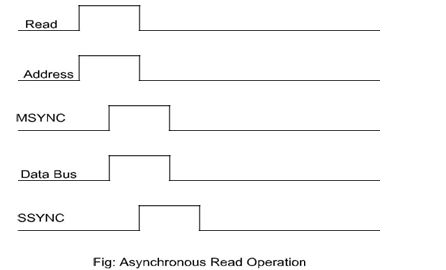 Read
Address
MSYNC
Data Bus
SSYNC
Fig: Asynchronous Read Operation